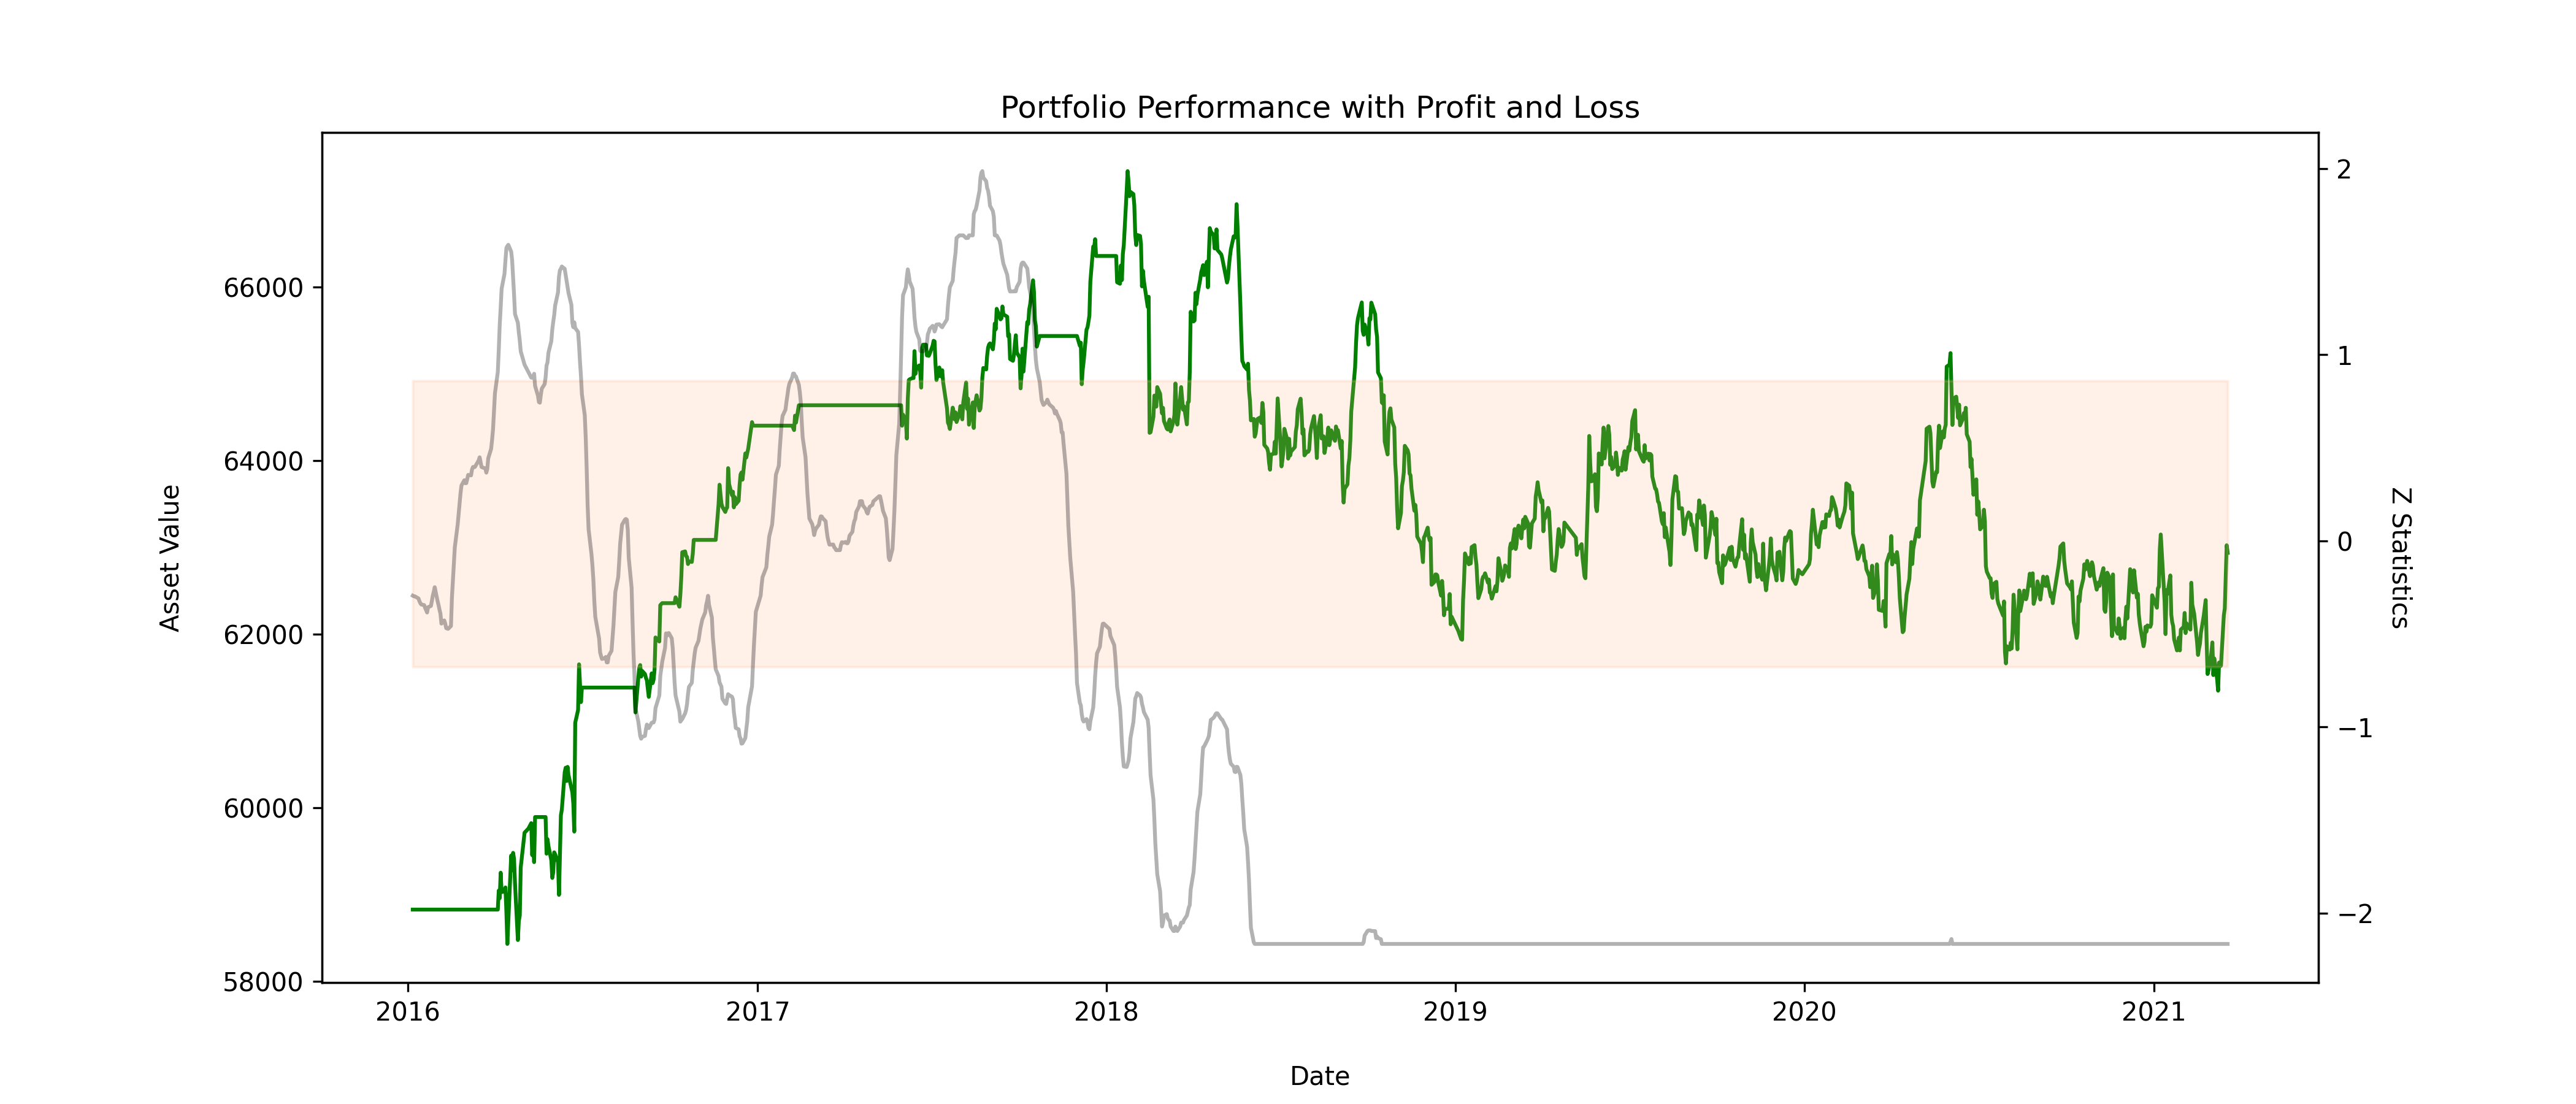 Portfolio Performance with Profit and Loss
Asset Value
66000
64000
62000
60000
58000
2
1
0
−1
−2
Z Statistics
2016 2017 2018 2019 2020 2021
Date